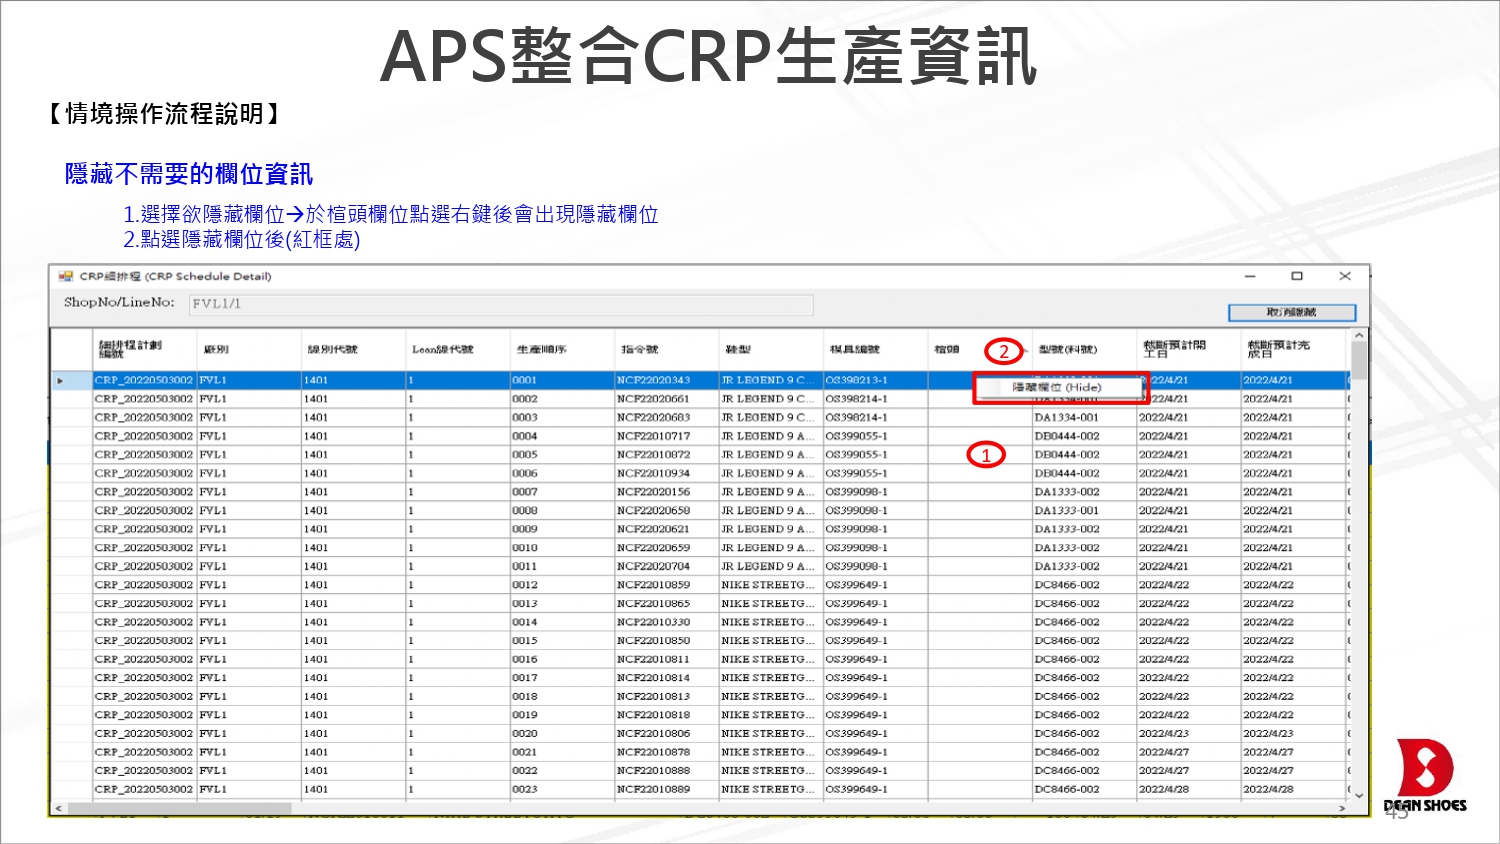 APS整合CRP生產資訊
【情境操作流程說明】
隱藏不需要的欄位資訊
1.選擇欲隱藏欄位→於楦頭欄位點選右鍵後會出現隱藏欄位
2.點選隱藏欄位後(紅框處)
CRP細排程 (CRP Schedule Detail)
ShopNo/LineNo: FVL1/1
取消隱藏
細排程計劃編號 廠別 線別代號 Lean線代號 生產順序 指令號 鞋型 模具編號 楦頭 2 型號(料號) 裁斷預計開工日 裁斷預計完成日
CRP_20220503002 FVL1 1401 1 0001 NCF22020343 JR LEGEND 9 C... OS398213-1 隱藏欄位 (Hide) 2022/4/21
CRP_20220503002 FVL1 1401 1 0002 NCF22020661 JR LEGEND 9 C... OS398214-1 2022/4/21 2022/4/21
CRP_20220503002 FVL1 1401 1 0003 NCF22020683 JR LEGEND 9 C... OS398214-1 DA1334-001 2022/4/21 2022/4/21
CRP_20220503002 FVL1 1401 1 0004 NCF22010717 JR LEGEND 9 A... OS399055-1 DB0444-002 2022/4/21 2022/4/21
CRP_20220503002 FVL1 1401 1 0005 NCF22010872 JR LEGEND 9 A... OS399055-1 1 DB0444-002 2022/4/21 2022/4/21
CRP_20220503002 FVL1 1401 1 0006 NCF22010934 JR LEGEND 9 A... OS399055-1 DB0444-002 2022/4/21 2022/4/21
CRP_20220503002 FVL1 1401 1 0007 NCF22020156 JR LEGEND 9 A... OS399098-1 DA1333-002 2022/4/21 2022/4/21
CRP_20220503002 FVL1 1401 1 0008 NCF22020658 JR LEGEND 9 A... OS399098-1 DA1333-001 2022/4/21 2022/4/21
CRP_20220503002 FVL1 1401 1 0009 NCF22020621 JR LEGEND 9 A... OS399098-1 DA1333-002 2022/4/21 2022/4/21
CRP_20220503002 FVL1 1401 1 0010 NCF22020659 JR LEGEND 9 A... OS399098-1 DA1333-002 2022/4/21 2022/4/21
CRP_20220503002 FVL1 1401 1 0011 NCF22020704 JR LEGEND 9 A... OS399098-1 DA1333-002 2022/4/21 2022/4/21
CRP_20220503002 FVL1 1401 1 0012 NCF22010859 NIKE STREETG... OS399649-1 DC8466-002 2022/4/22 2022/4/22
CRP_20220503002 FVL1 1401 1 0013 NCF22010865 NIKE STREETG... OS399649-1 DC8466-002 2022/4/22 2022/4/22
CRP_20220503002 FVL1 1401 1 0014 NCF22010330 NIKE STREETG... OS399649-1 DC8466-002 2022/4/22 2022/4/22
CRP_20220503002 FVL1 1401 1 0015 NCF22010850 NIKE STREETG... OS399649-1 DC8466-002 2022/4/22 2022/4/22
CRP_20220503002 FVL1 1401 1 0016 NCF22010811 NIKE STREETG... OS399649-1 DC8466-002 2022/4/22 2022/4/22
CRP_20220503002 FVL1 1401 1 0017 NCF22010814 NIKE STREETG... OS399649-1 DC8466-002 2022/4/22 2022/4/22
CRP_20220503002 FVL1 1401 1 0018 NCF22010813 NIKE STREETG... OS399649-1 DC8466-002 2022/4/22 2022/4/22
CRP_20220503002 FVL1 1401 1 0019 NCF22010818 NIKE STREETG... OS399649-1 DC8466-002 2022/4/22 2022/4/22
CRP_20220503002 FVL1 1401 1 0020 NCF22010806 NIKE STREETG... OS399649-1 DC8466-002 2022/4/23 2022/4/23
CRP_20220503002 FVL1 1401 1 0021 NCF22010878 NIKE STREETG... OS399649-1 DC8466-002 2022/4/27 2022/4/27
CRP_20220503002 FVL1 1401 1 0022 NCF22010888 NIKE STREETG... OS399649-1 DC8466-002 2022/4/27 2022/4/27
CRP_20220503002 FVL1 1401 1 0023 NCF22010889 NIKE STREETG... OS399649-1 DC8466-002 2022/4/28 2022/4/28
DEAN SHOES
45